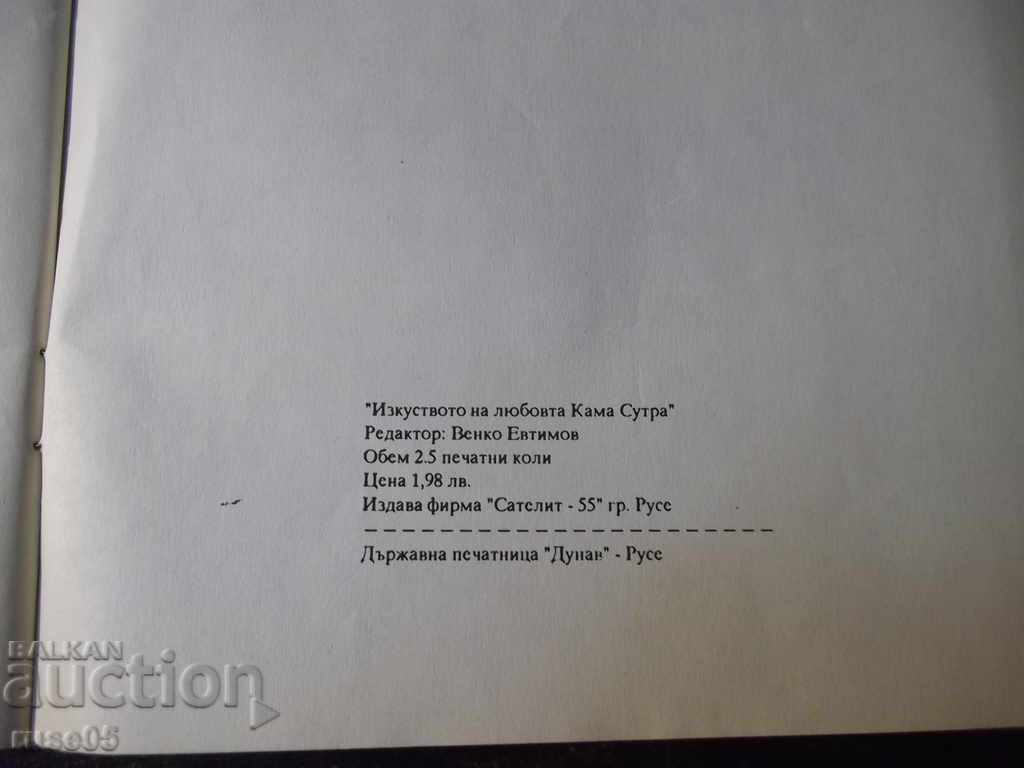 "Изкуството на любовта Кама Сутра"
Редактор: Венко Евтимов
Обем 2.5 печатни коли
Цена 1,98 лв.
Издава фирма "Сателит - 55" гр. Русе
Държавна печатница "Дунав" - Русе
BALKAN
auction
ruse05